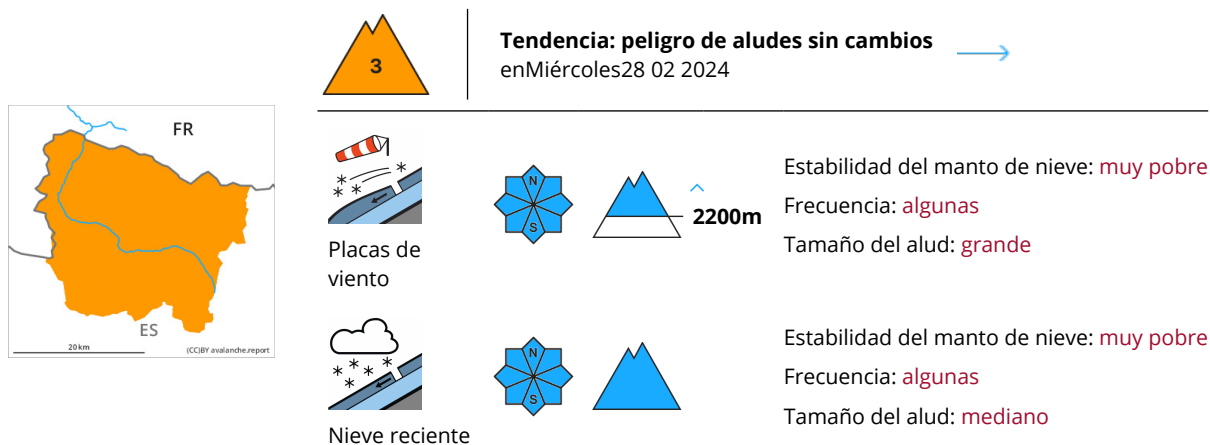 3
Tendencia: peligro de aludes sin cambios
enMiércoles28 02 2024
FR
ES
20 km
(CC)BY avalanche.report
N
S
2200m
Placas de
viento
Estabilidad del manto de nieve: muy pobre
Frecuencia: algunas
Tamaño del alud: grande
N
S
Nieve reciente
Estabilidad del manto de nieve: muy pobre
Frecuencia: algunas
Tamaño del alud: mediano